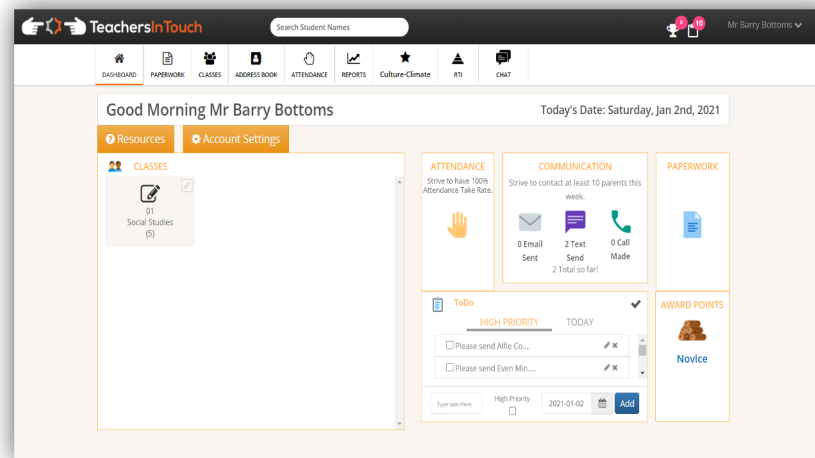 TeachersInTouch
Search Student Names
10
Mr Barry Bottoms
DASHBOARD
PAPERWORK
CLASSES
ADDRESS BOOK
ATTENDANCE
REPORTS
Culture-Climate
RTI
CHAT
Good Morning Mr Barry Bottoms
Today's Date: Saturday, Jan 2nd, 2021
Resources
Account Settings
CLASSES
01
Social Studies
(5)
ATTENDANCE
Strive to have 100%
Attendance Take Rate.
COMMUNICATION
Strive to contact at least 10 parents this
week.
0 Email
Sent
2 Text
Send
0 Call
Made
2 Total so far!
PAPERWORK
ToDo
HIGH PRIORITY
TODAY
Please send Alfie Co....
Please send Even Min....
Type task Here
High Priority
2021-01-02
Add
AWARD POINTS
Novice